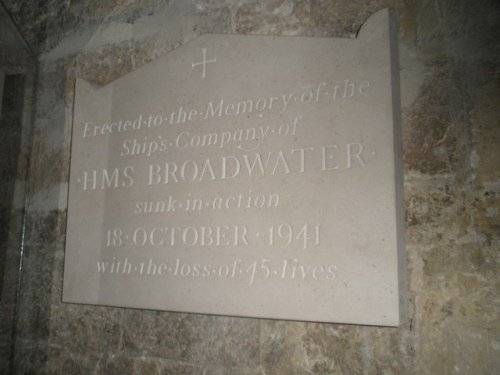 Erected·to·the·Memory·of·the
Ship's·Company·of
·HMS BROADWATER·
sunk·in·action
18·OCTOBER·1941
with·the·loss·of·45·lives